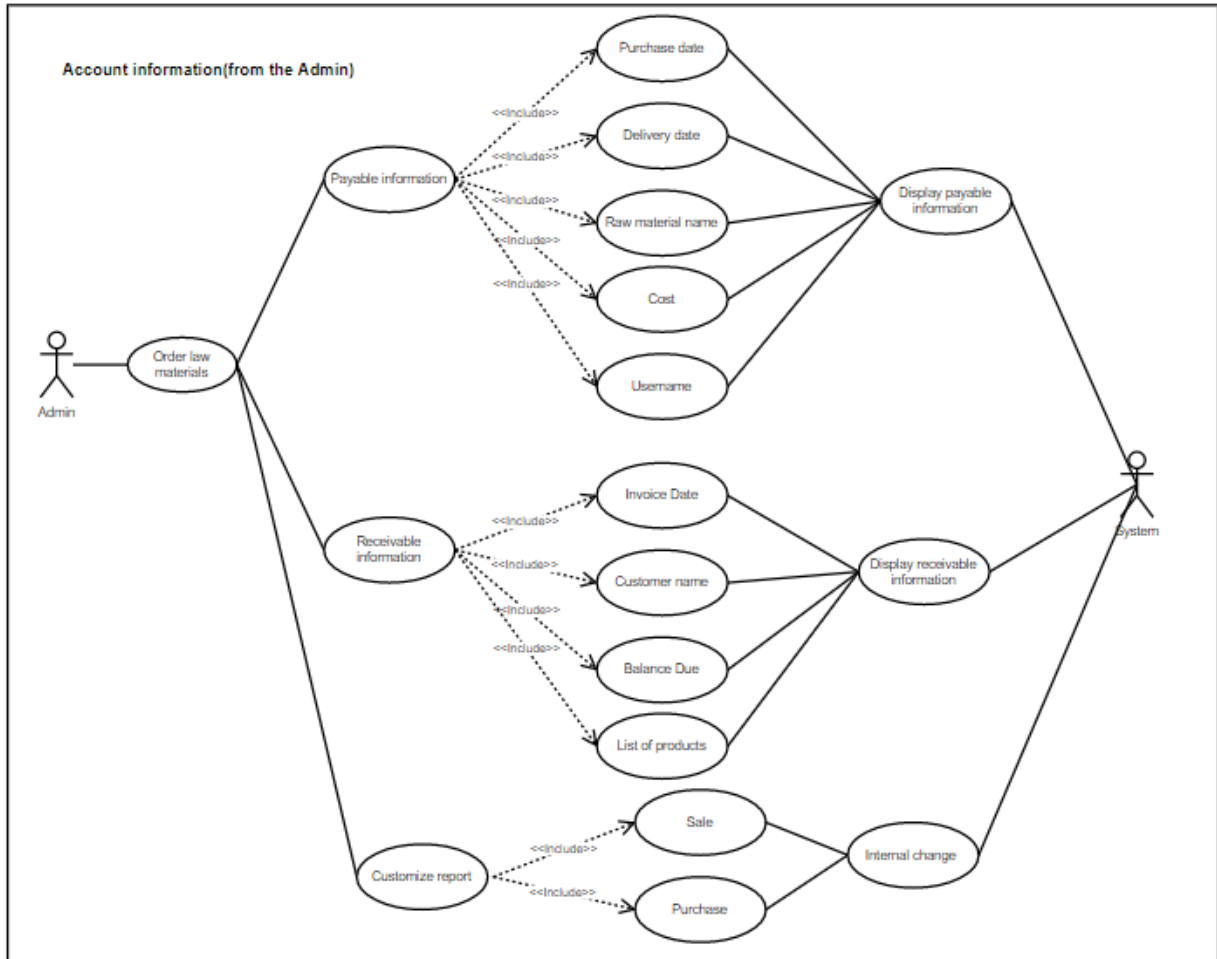 Account information(from the Admin)
Purchase date
<<Include>>
Delivery date
<<Include>>
Payable information
Display payable
information
<<Include>>
Raw material name
<<Include>>
<<Include>>
Cost
Order law
materials
Username
Admin
Invoice Date
<<Include>>
System
Receivable
information
<<Include>>
Display receivable
information
Customer name
<<Include>>
<<Include>>
Balance Due
List of products
Sale
<<Include>>
Internal change
Customize report
<<Include>>
Purchase